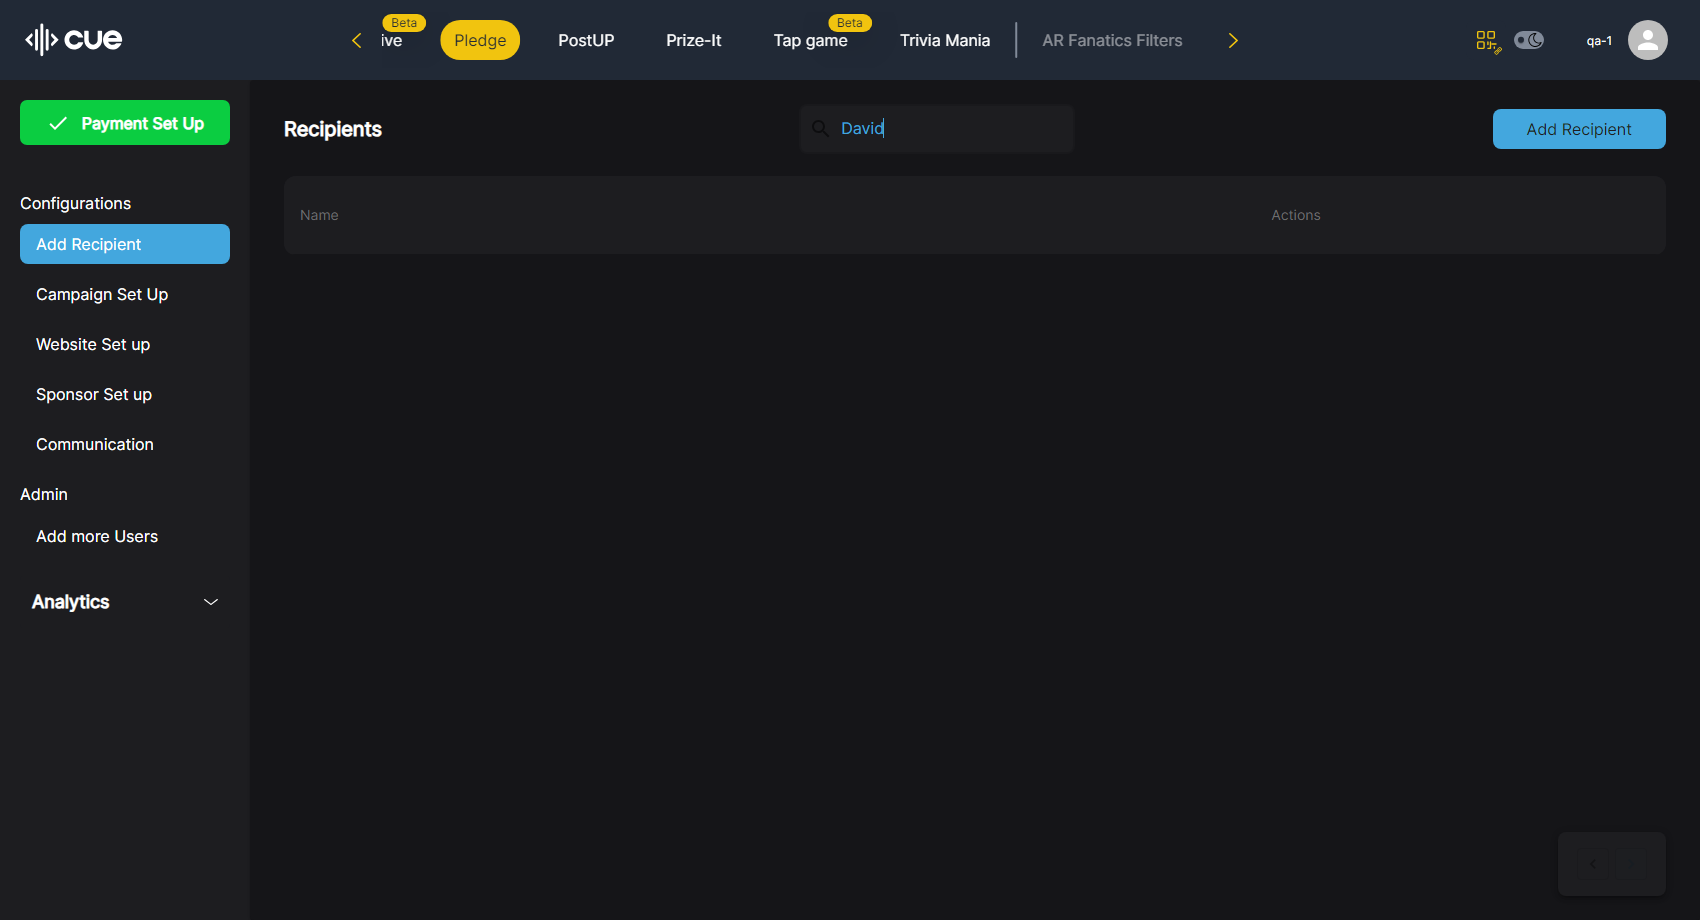 cue
ive
Beta
Pledge
PostUP
Prize-It
Tap game
Beta
Trivia Mania
AR Fanatics Filters
qa-1
Payment Set Up
Configurations
Add Recipient
Campaign Set Up
Website Set up
Sponsor Set up
Communication
Admin
Add more Users
Analytics
Recipients
David
Add Recipient
Name
Actions